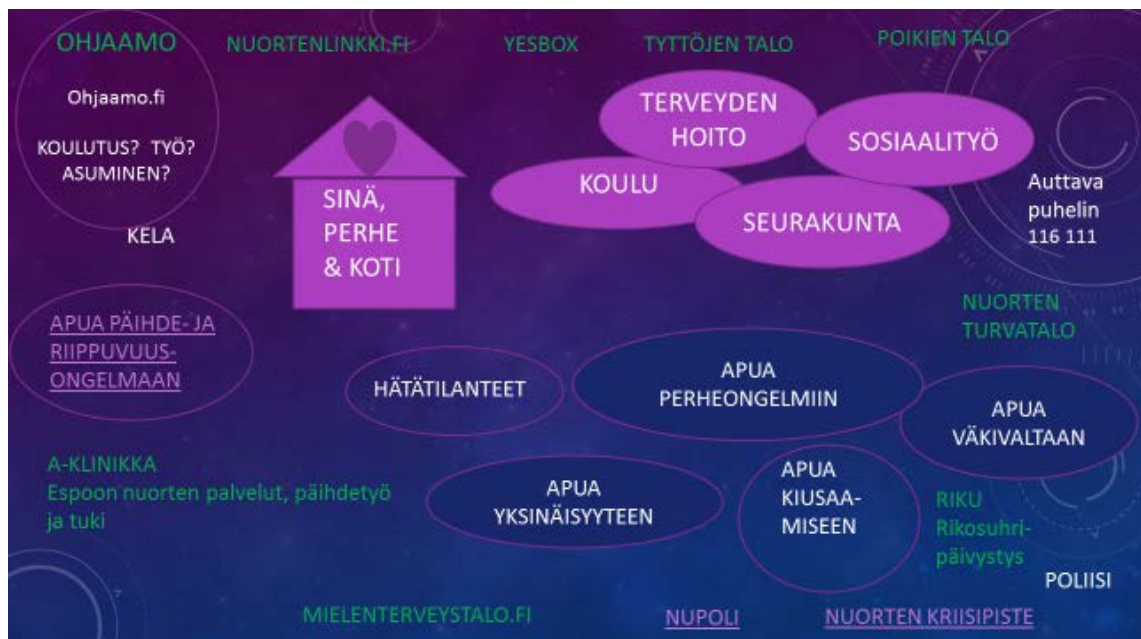 OHJAAMO
NUORTENLINKKI.FI
YESBOX
TYTTÖJEN TALO
POIKIEN TALO
Ohjaamo.fi
KOULUTUS? TYÖ?
ASUMINEN?
KELA
SINÄ,
PERHE
& KOTI
TERVEYDEN
HOITO
SOSIAALITYÖ
KOULU
SEURAKUNTA
Auttava
puhelin
116 111
NUORTEN
TURVATALO
APUA PÄIHDE- JA
RIIPPUVUUS-
ONGELMAAN
HÄTÄTILANTEET
APUA
PERHEONGELMIIN
APUA
VÄKIVALTAAN
A-KLINIKKA
Espoon nuorten palvelut, päihdetyö
ja tuki
APUA
YKSINÄISYYTEEN
APUA
KIUSAA-
MISEEN
RIKU
Rikosuhri-
päivystys
POLIISI
MIELENTERVEYSTALO.FI
NUPOLI
NUORTEN KRIISIPISTE